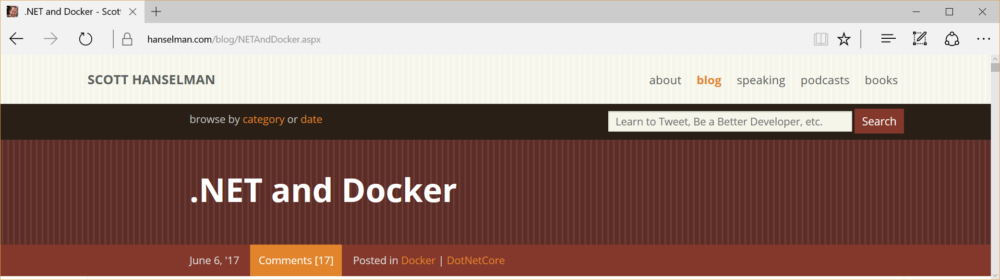 .NET and Docker - Scot
hanselman.com/blog/NETAndDocker.aspx
SCOTT HANSELMAN
about blog speaking podcasts books
browse by category or date
Learn to Tweet, Be a Better Developer, etc. Search
.NET and Docker
June 6, '17 Comments [17] Posted in Docker | DotNetCore